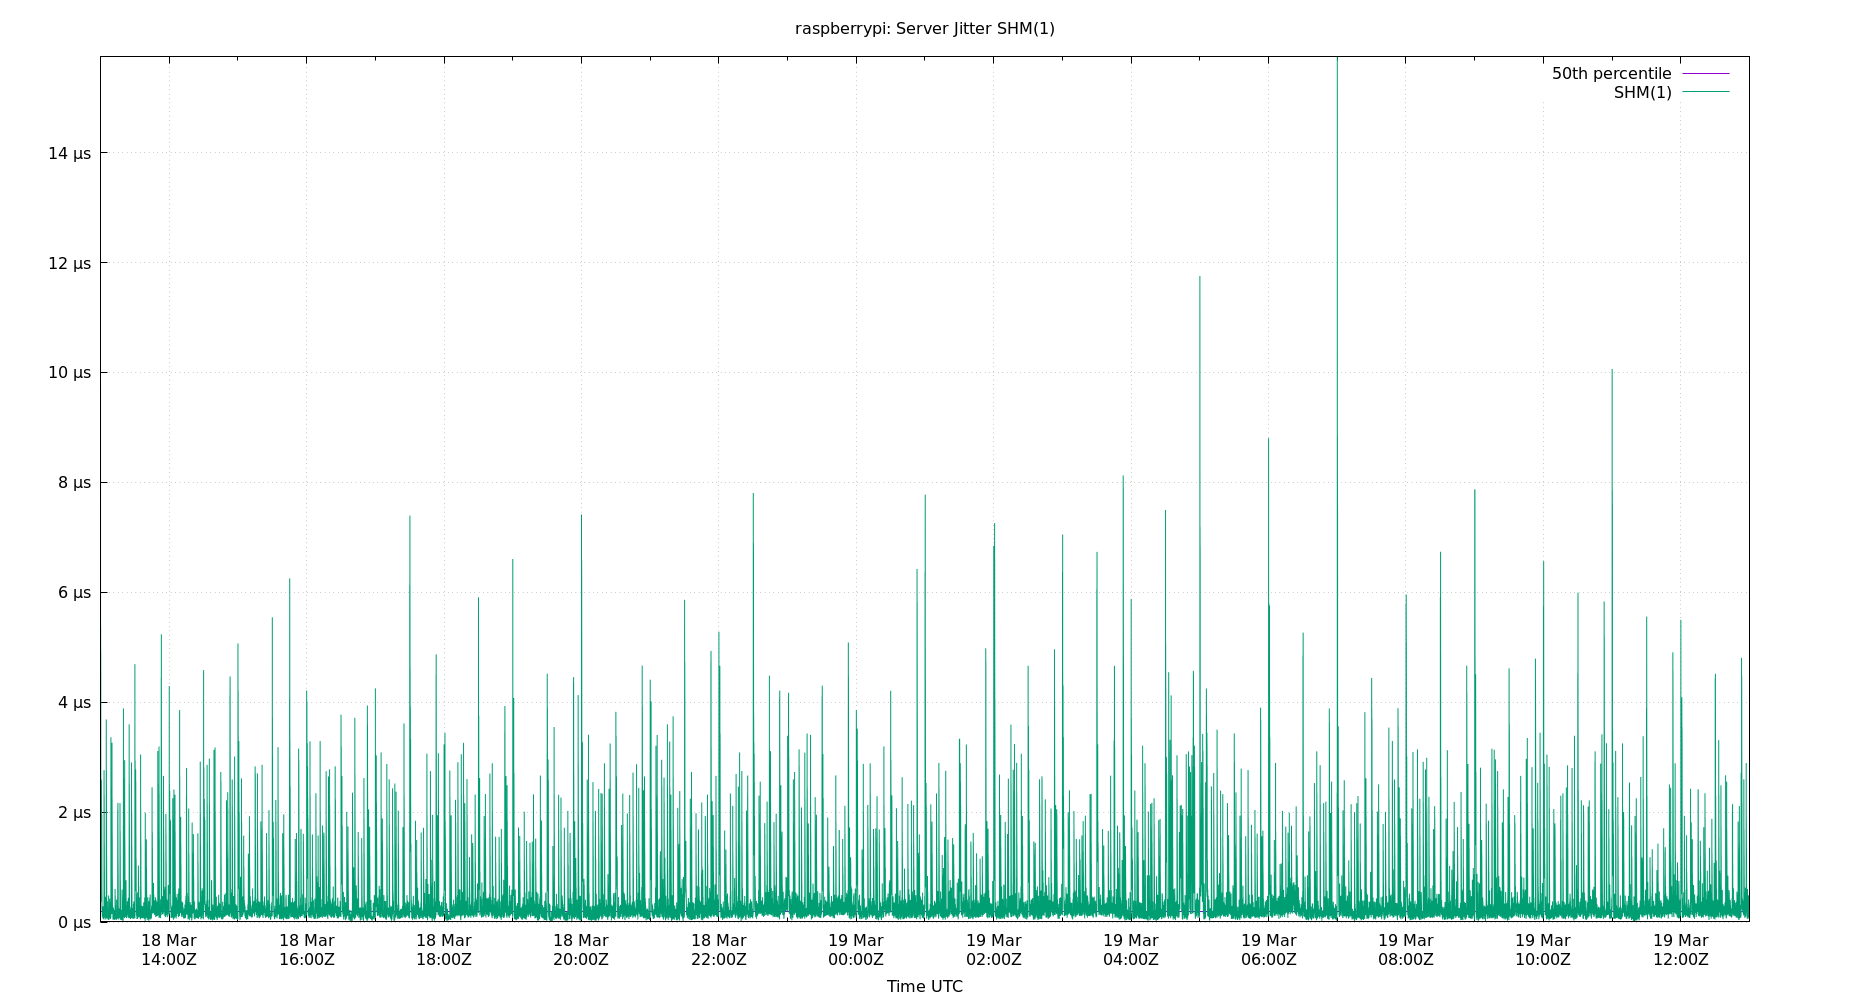 raspberrypi: Server Jitter SHM(1)
50th percentile
SHM(1)
14 µs
12 µs
10 µs
8 µs
6 µs
4 µs
2 µs
0 µs
18 Mar 18 Mar 18 Mar 18 Mar 18 Mar 19 Mar 19 Mar 19 Mar 19 Mar 19 Mar 19 Mar 19 Mar
14:00Z 16:00Z 18:00Z 20:00Z 22:00Z 00:00Z 02:00Z 04:00Z 06:00Z 08:00Z 10:00Z 12:00Z
Time UTC